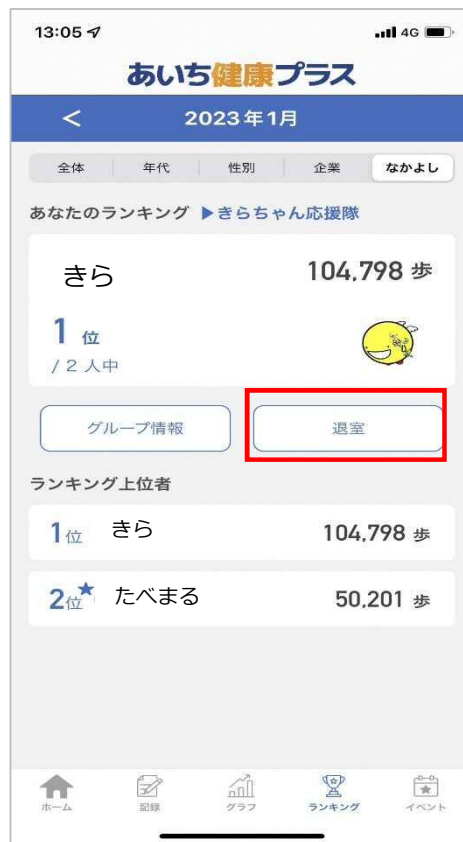 13:05
4G
あいち健康プラス
< 2023年1月
全体 年代 性別 企業 なかよし
あなたのランキング ▶きらちゃん応援隊
きら 104,798 歩
1 位
/ 2 人中
グループ情報 退室
ランキング上位者
1位 きら 104,798 歩
2位★ たべまる 50,201 歩
ホーム 記録 グラフ ランキング イベント